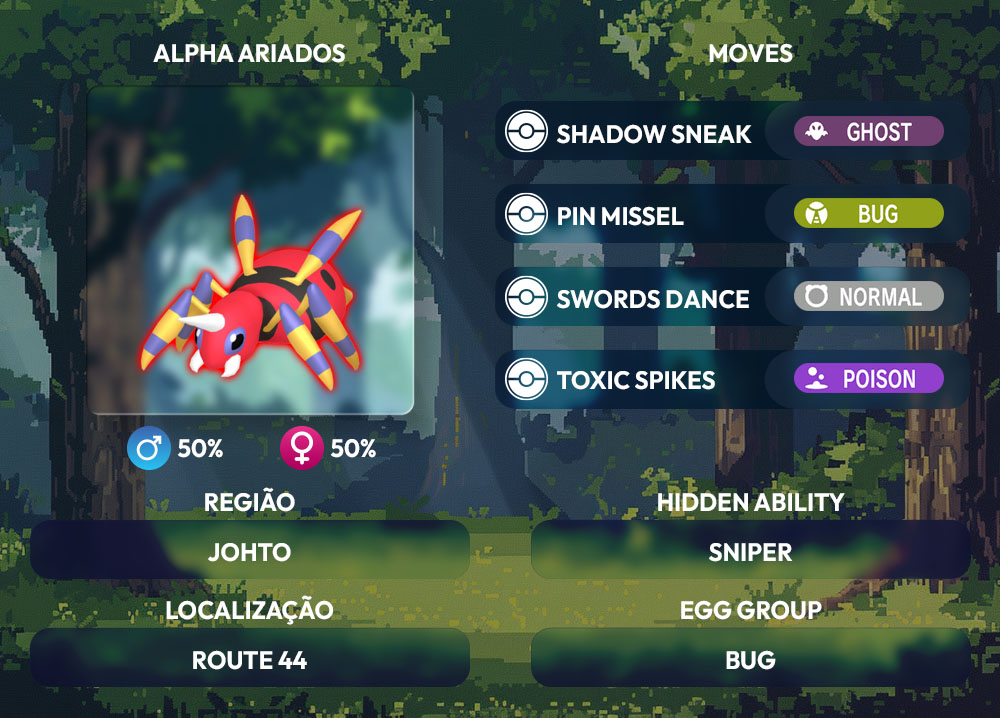 ALPHA ARIADOS
50%
50%
REGIÃO
JOHTO
LOCALIZAÇÃO
ROUTE 44
MOVES
SHADOW SNEAK GHOST
PIN MISSEL BUG
SWORDS DANCE NORMAL
TOXIC SPIKES POISON
HIDDEN ABILITY
SNIPER
EGG GROUP
BUG